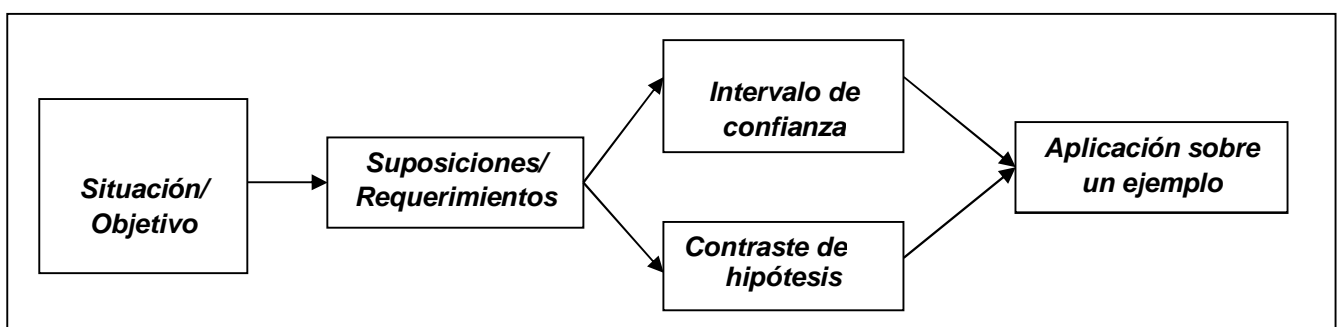 Situación/
Objetivo
Suposiciones/
Requerimientos
Intervalo de
confianza
Contraste de
hipótesis
Aplicación sobre
un ejemplo